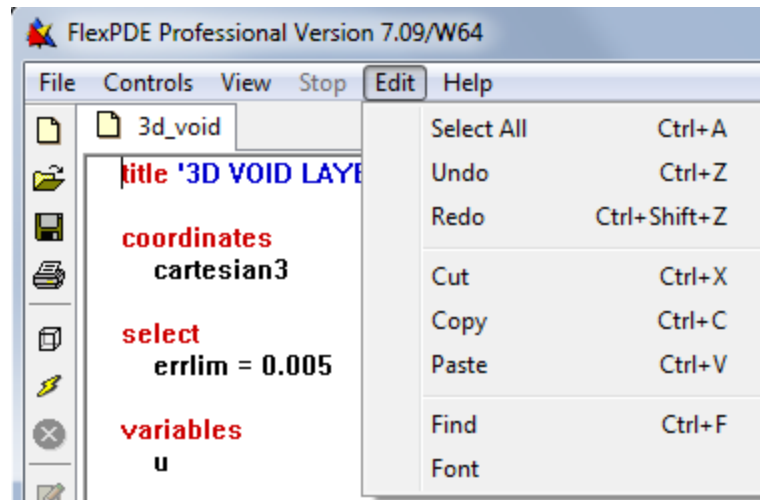 FlexPDE Professional Version 7.09/W64
File Controls View Stop Edit Help
3d_void
title '3D VOID LAYE
coordinates
cartesian3
select
errlim = 0.005
variables
u
Select All Ctrl+A
Undo Ctrl+Z
Redo Ctrl+Shift+Z
Cut Ctrl+X
Copy Ctrl+C
Paste Ctrl+V
Find Ctrl+F
Font